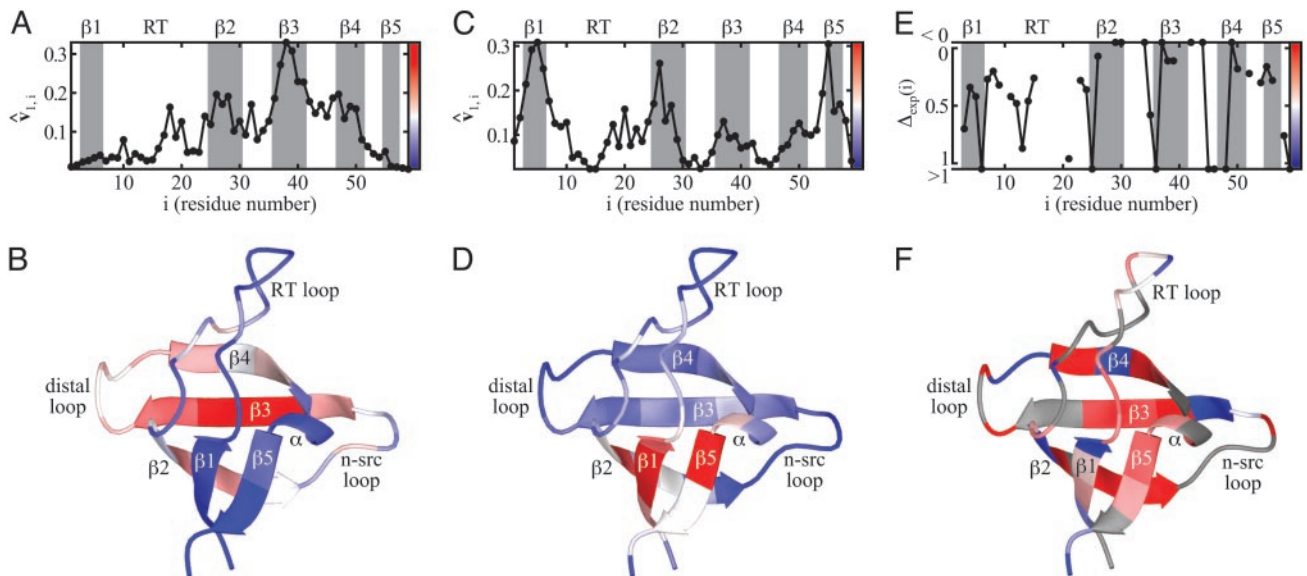 A
β1 RT β2 β3 β4 β5
0.3
0.2
0.1
v̂1,i
10 20 30 40 50
i (residue number)
C
β1 RT β2 β3 β4 β5
0.3
0.2
0.1
v̂1,i
10 20 30 40 50
i (residue number)
E
β1 RT β2 β3 β4 β5
< 0
0
0.5
1
>1
Δexp(i)
10 20 30 40 50
i (residue number)
B
RT loop
β4
distal loop
β3
α
β2
β1
β5
n-src loop
D
RT loop
β4
distal loop
β3
α
β2
β1
β5
n-src loop
F
RT loop
β4
distal loop
β3
α
β2
β1
β5
n-src loop